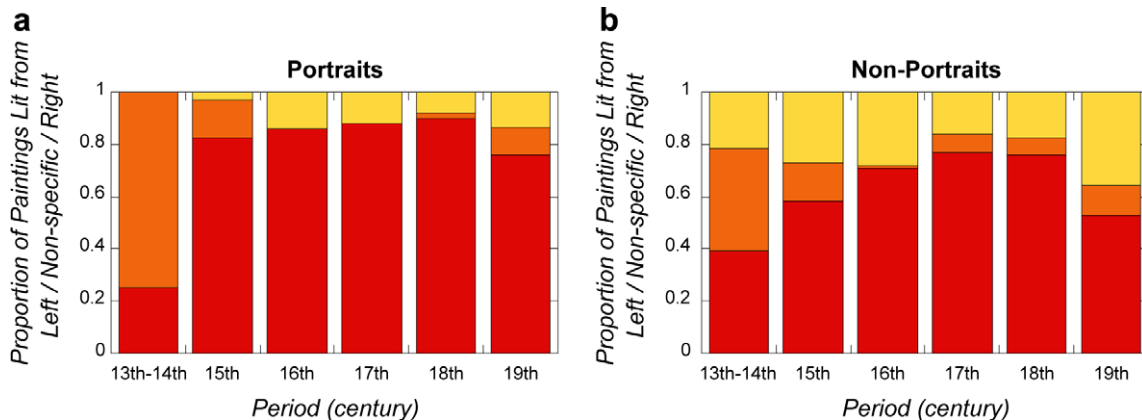 a
Portraits
Proportion of Paintings Lit from
Left / Non-specific / Right
1
0.8
0.6
0.4
0.2
0
13th-14th 15th 16th 17th 18th 19th
Period (century)
b
Non-Portraits
Proportion of Paintings Lit from
Left / Non-specific / Right
1
0.8
0.6
0.4
0.2
0
13th-14th 15th 16th 17th 18th 19th
Period (century)